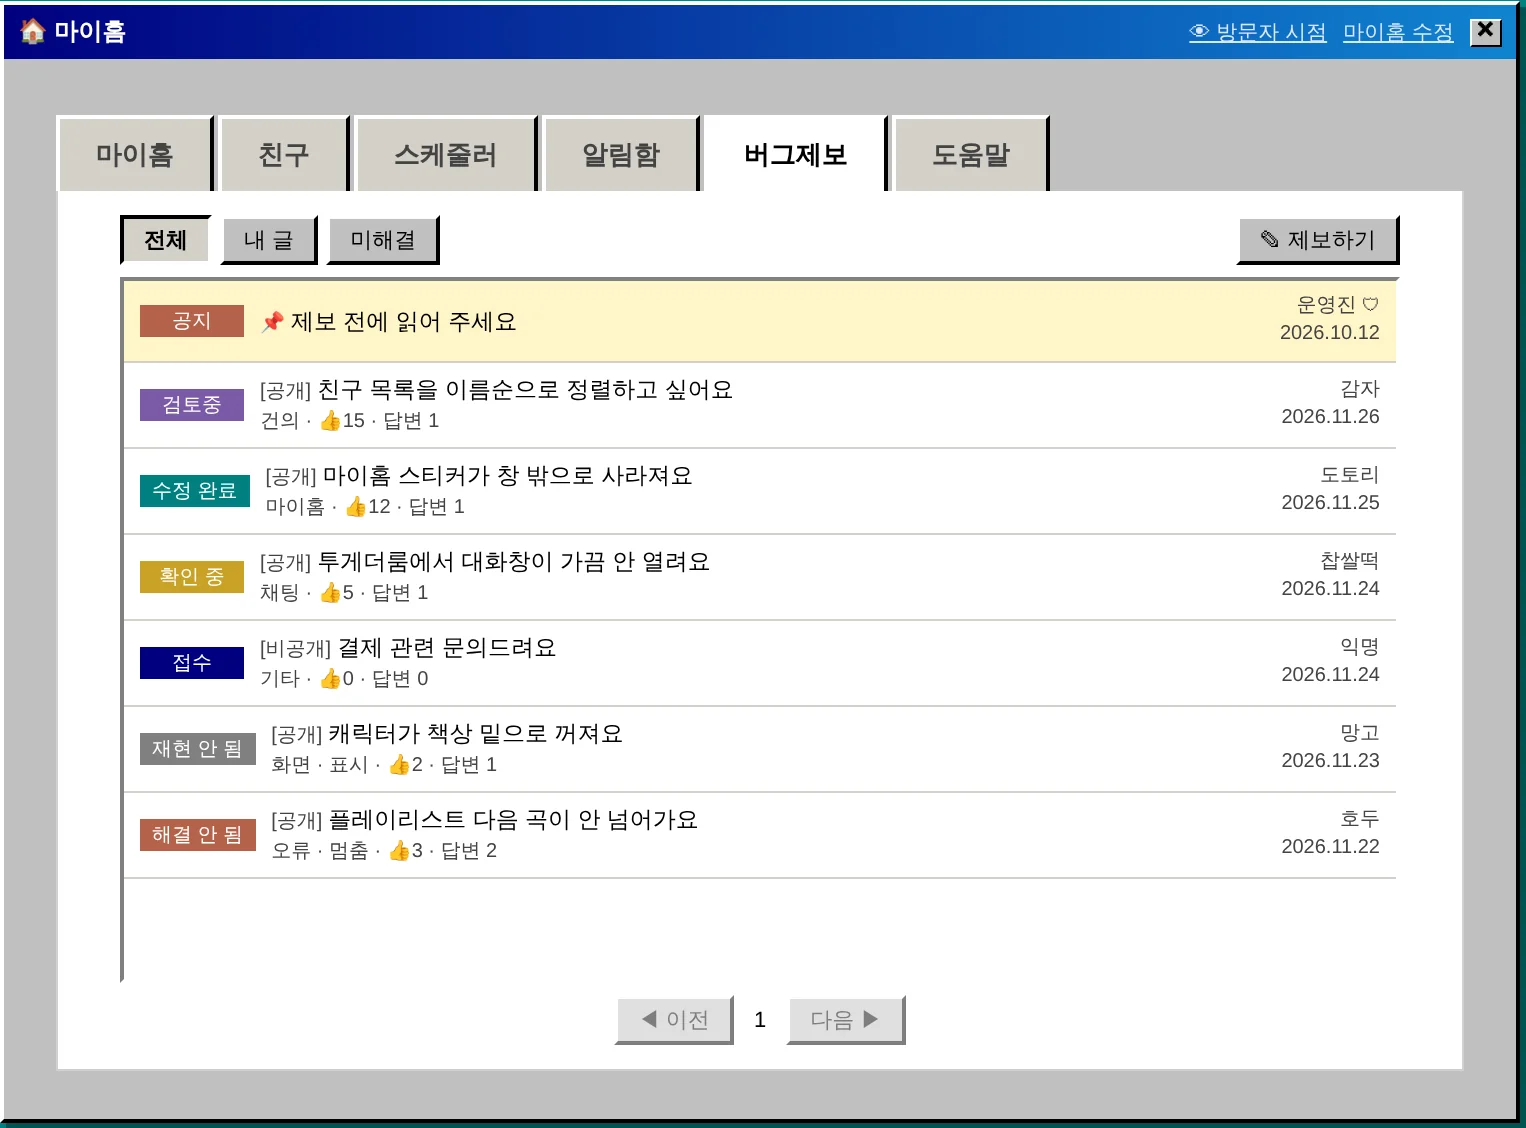 🏠 마이홈
👁 방문자 시점 마이홈 수정 ✕
마이홈 친구 스케줄러 알림함 버그제보 도움말
전체 내 글 미해결 ✎ 제보하기
공지 📌 제보 전에 읽어 주세요 운영진 🛡
2026.10.12
검토중 [공개] 친구 목록을 이름순으로 정렬하고 싶어요 감자
건의 · 👍15 · 답변 1 2026.11.26
수정 완료 [공개] 마이홈 스티커가 창 밖으로 사라져요 도토리
마이홈 · 👍12 · 답변 1 2026.11.25
확인 중 [공개] 투게더룸에서 대화창이 가끔 안 열려요 찹쌀떡
채팅 · 👍5 · 답변 1 2026.11.24
접수 [비공개] 결제 관련 문의드려요 익명
기타 · 👍0 · 답변 0 2026.11.24
재현 안 됨 [공개] 캐릭터가 책상 밑으로 꺼져요 망고
화면 · 표시 · 👍2 · 답변 1 2026.11.23
해결 안 됨 [공개] 플레이리스트 다음 곡이 안 넘어가요 호두
오류 · 멈춤 · 👍3 · 답변 2 2026.11.22
◀ 이전 1 다음 ▶